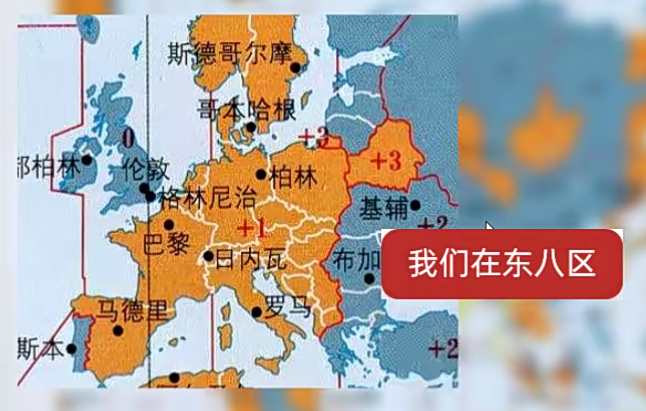 斯德哥尔摩
哥本哈根
+3
0
都柏林
伦敦
柏林
+3
格林尼治
基辅
+2
+1
巴黎
日内瓦
布加
我们在东八区
马德里
罗马
斯本
+2